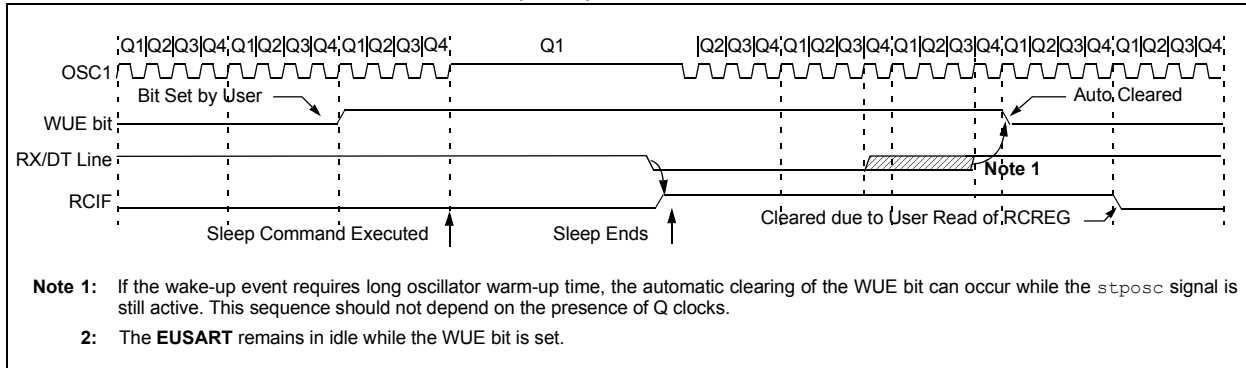 Q1|Q2|Q3|Q4|Q1|Q2|Q3|Q4|Q1|Q2|Q3|Q4 Q1 |Q2|Q3|Q4|Q1|Q2|Q3|Q4|Q1|Q2|Q3|Q4|Q1|Q2|Q3|Q4|Q1|Q2|Q3|Q4
OSC1
Bit Set by User Auto Cleared
WUE bit
RX/DT Line
Note 1
RCIF
Cleared due to User Read of RCREG
Sleep Command Executed Sleep Ends
Note 1: If the wake-up event requires long oscillator warm-up time, the automatic clearing of the WUE bit can occur while the stposc signal is
still active. This sequence should not depend on the presence of Q clocks.
2: The EUSART remains in idle while the WUE bit is set.